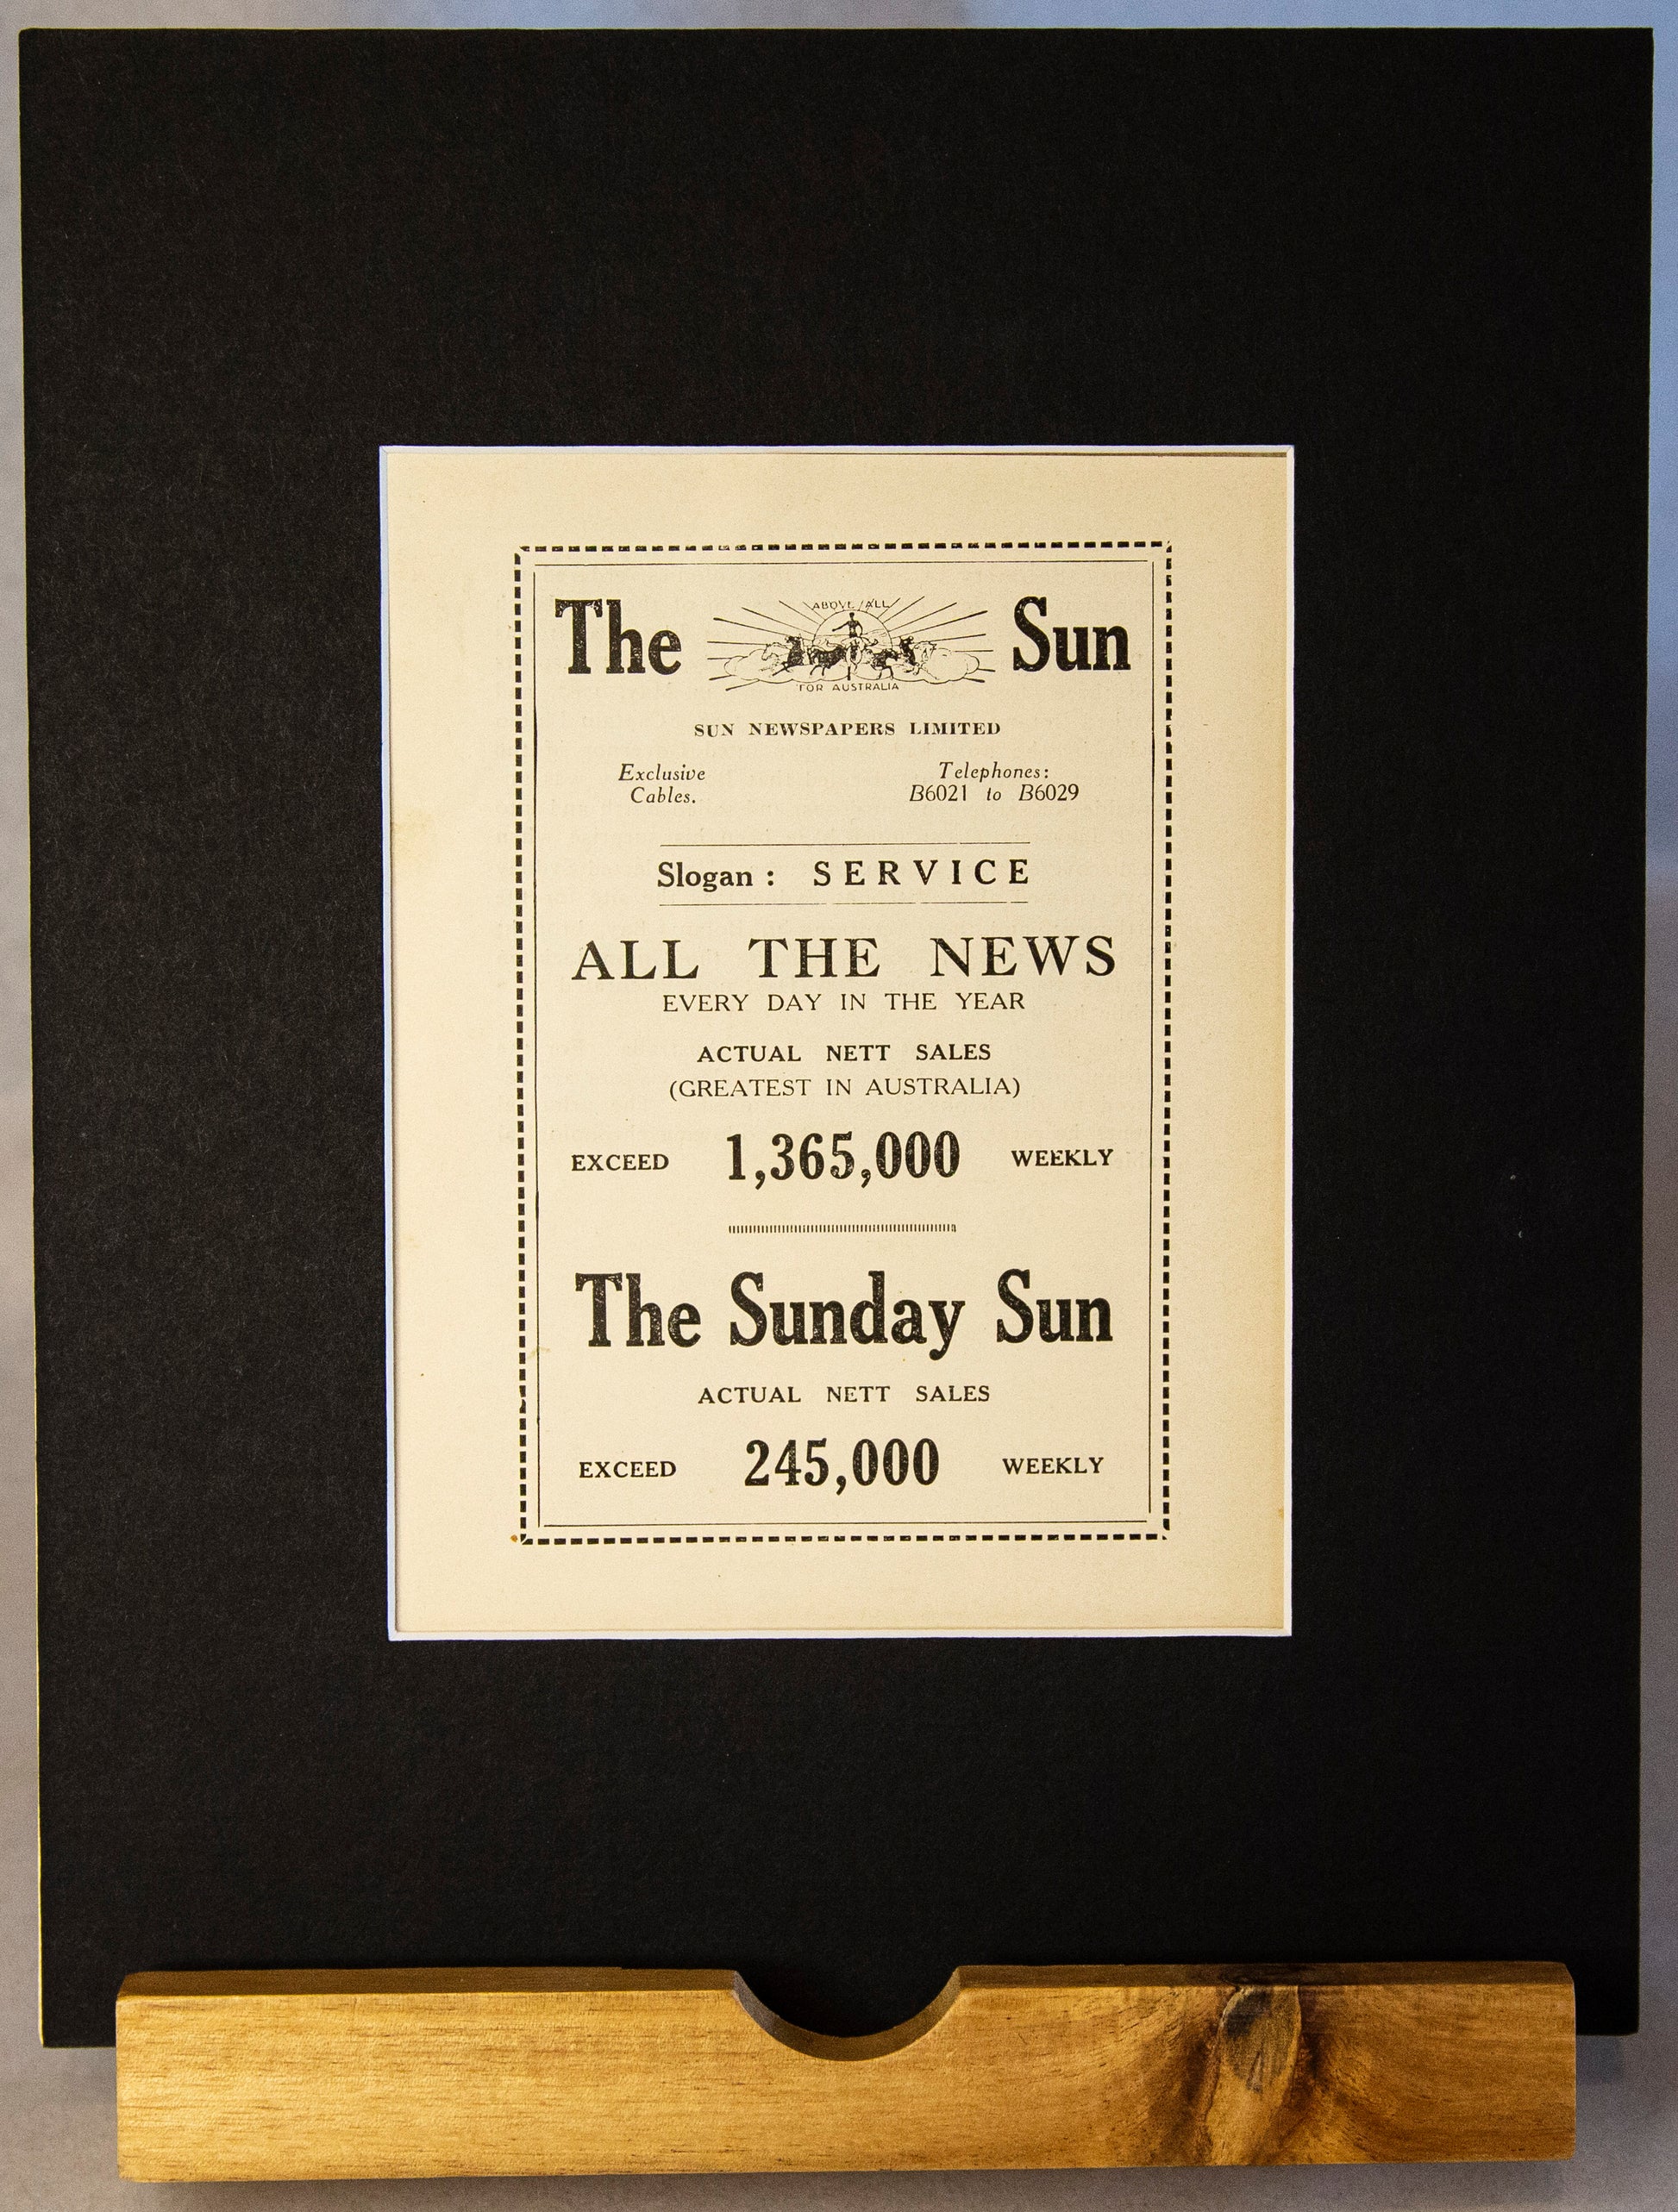 ABOVE ALL
The Sun
FOR AUSTRALIA
SUN NEWSPAPERS LIMITED
Exclusive
Cables.
Telephones:
B6021 to B6029
Slogan : SERVICE
ALL THE NEWS
EVERY DAY IN THE YEAR
ACTUAL NETT SALES
(GREATEST IN AUSTRALIA)
EXCEED 1,365,000 WEEKLY
The Sunday Sun
ACTUAL NETT SALES
EXCEED 245,000 WEEKLY